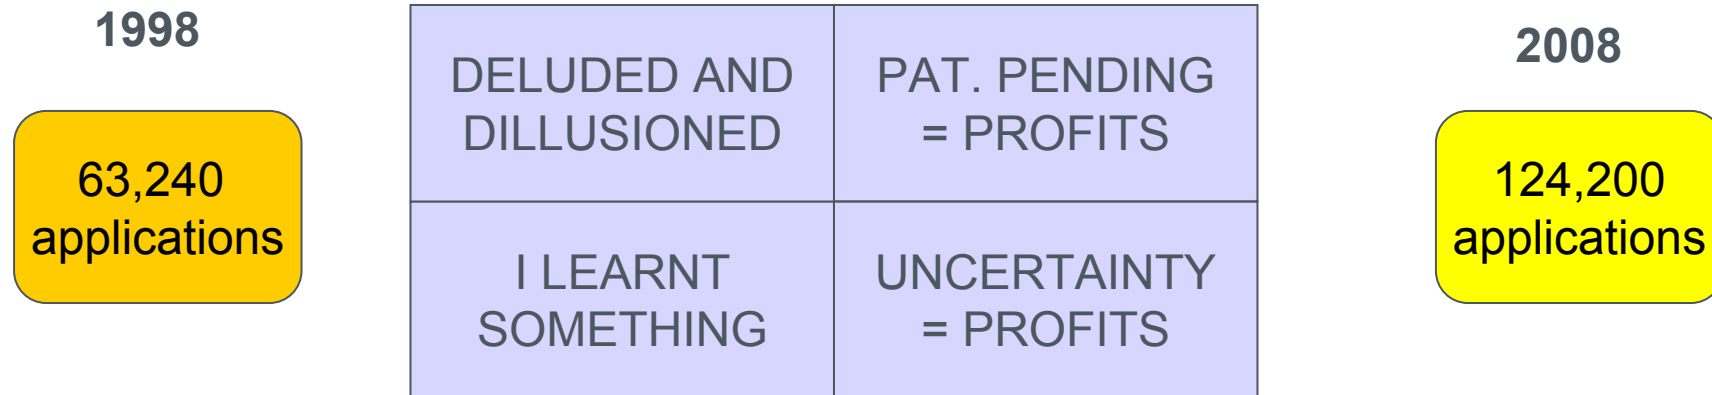 1998
63,240
applications
DELUDED AND
DILLUSIONED
PAT. PENDING
= PROFITS
I LEARNT
SOMETHING
UNCERTAINTY
= PROFITS
2008
124,200
applications